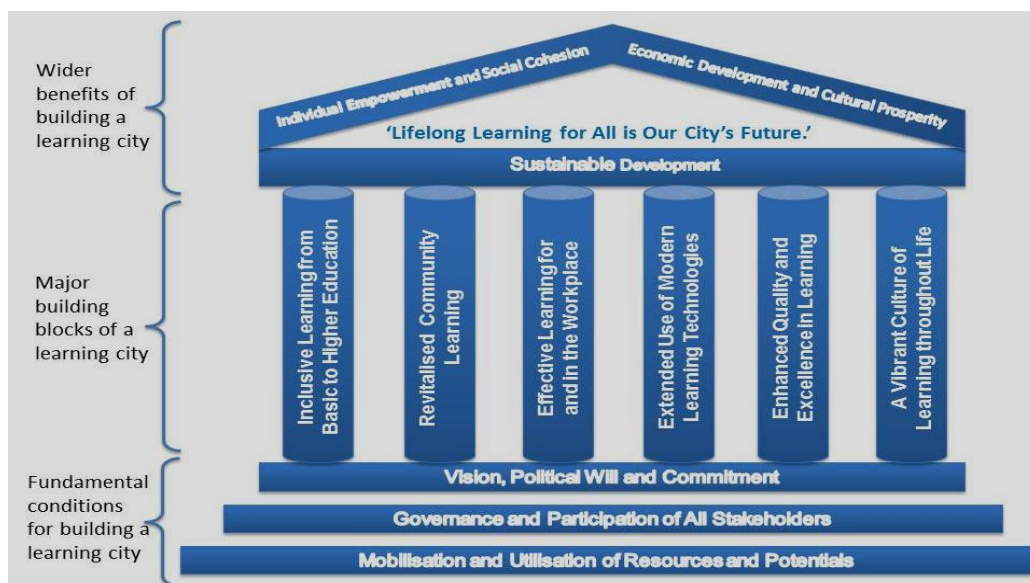 Wider
benefits of
building a
learning city
Individual Empowerment and Social Cohesion
Economic Development and Cultural Prosperity
‘Lifelong Learning for All is Our City’s Future.’
Sustainable Development
Major
building
blocks of a
learning city
Inclusive Learning from
Basic to Higher Education
Revitalised Community
Learning
Effective Learning for
and in the Workplace
Extended Use of Modern
Learning Technologies
Enhanced Quality and
Excellence in Learning
A Vibrant Culture of
Learning throughout Life
Fundamental
conditions
for building a
learning city
Vision, Political Will and Commitment
Governance and Participation of All Stakeholders
Mobilisation and Utilisation of Resources and Potentials